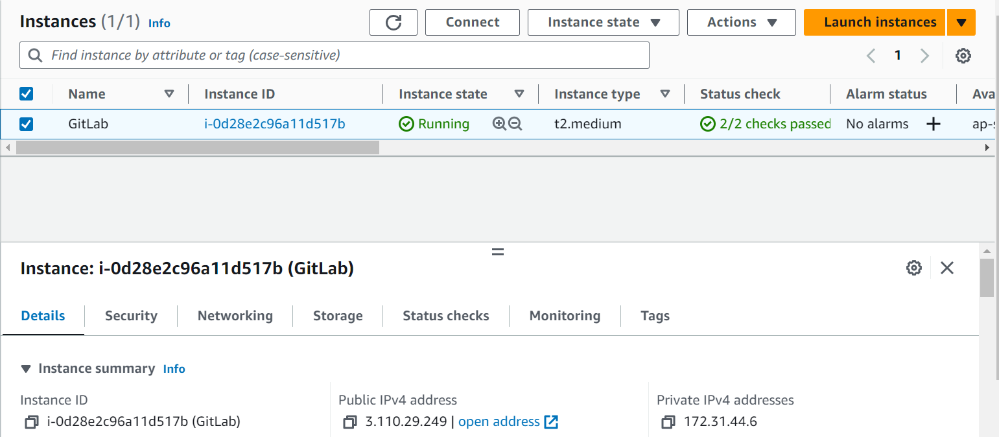 Instances (1/1) Info Connect Instance state Actions Launch instances
Find instance by attribute or tag (case-sensitive) 1
Name Instance ID Instance state Instance type Status check Alarm status Ava
GitLab i-0d28e2c96a11d517b Running t2.medium 2/2 checks passed No alarms ap-s
Instance: i-0d28e2c96a11d517b (GitLab)
Details Security Networking Storage Status checks Monitoring Tags
Instance summary Info
Instance ID Public IPv4 address Private IPv4 addresses
i-0d28e2c96a11d517b (GitLab) 3.110.29.249 | open address 172.31.44.6